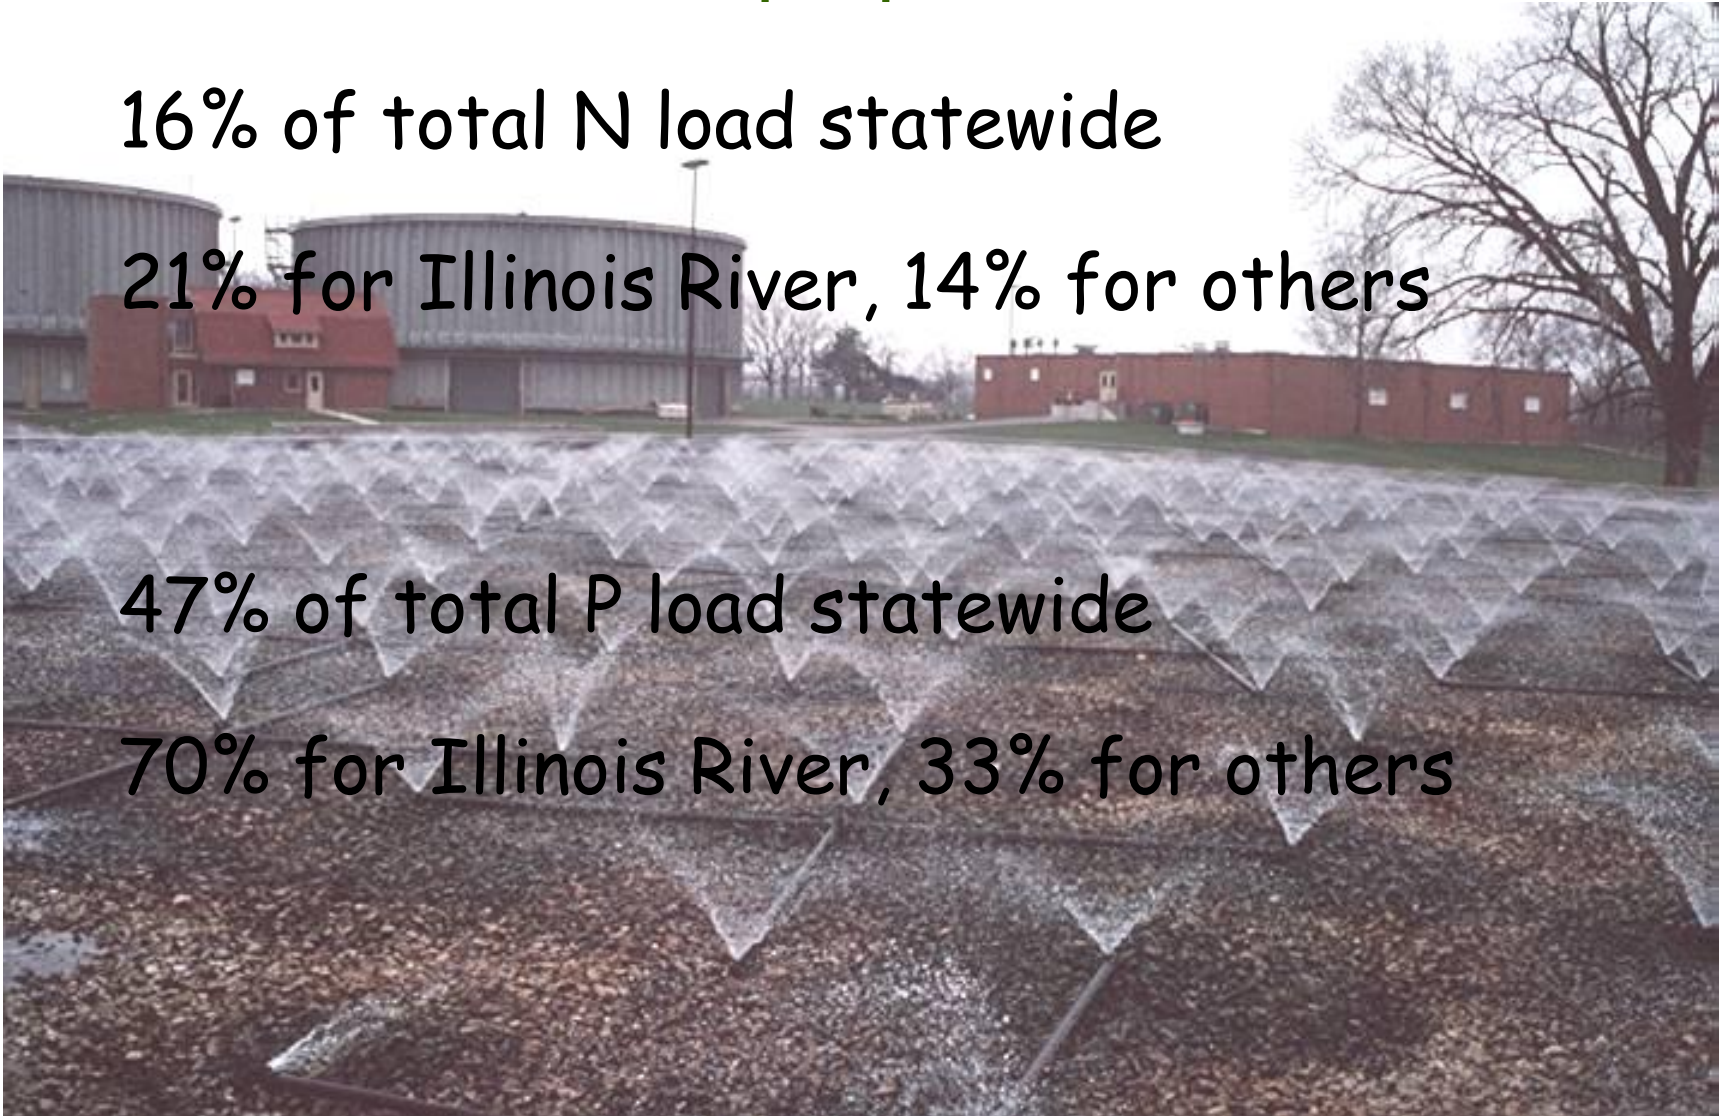 16% of total N load statewide
21% for Illinois River, 14% for others
47% of total P load statewide
70% for Illinois River, 33% for others